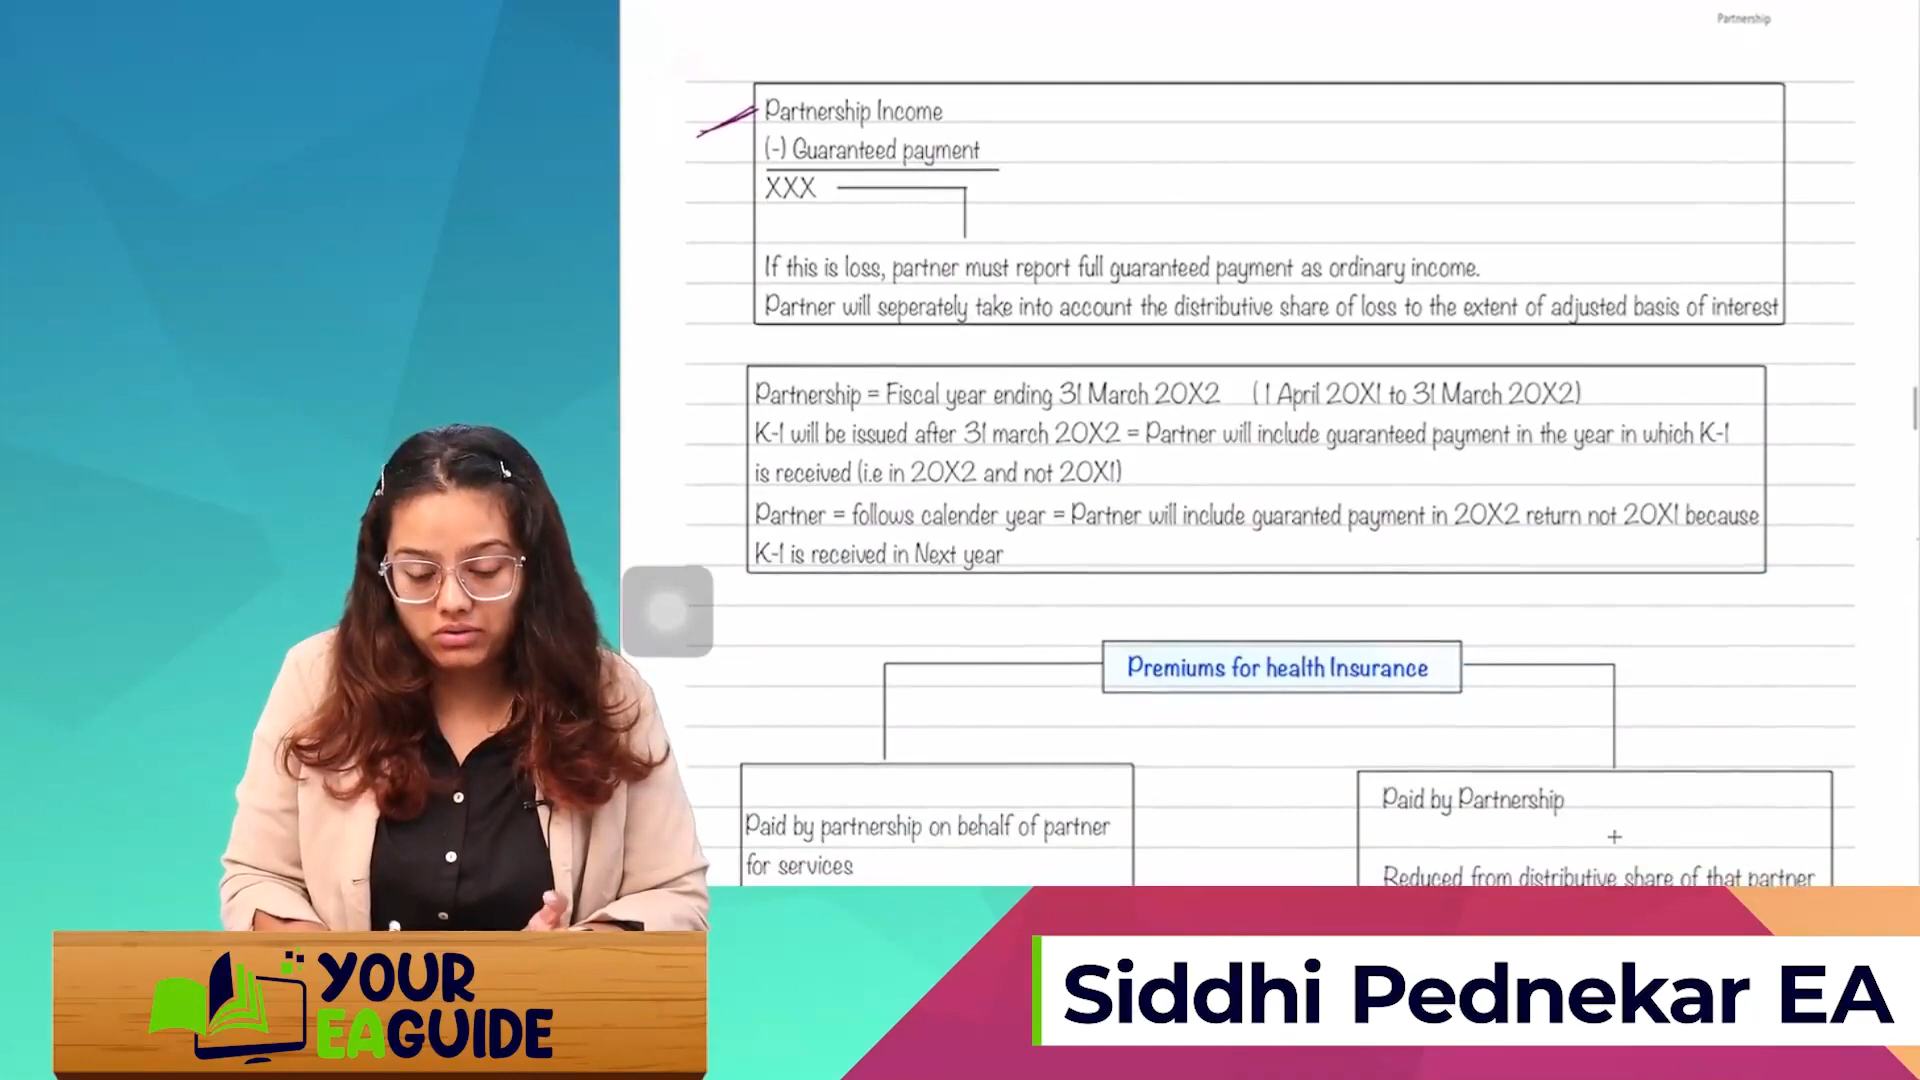 Partnership
Partnership Income
(-) Guaranteed payment
XXX
If this is loss, partner must report full guaranteed payment as ordinary income.
Partner will seperately take into account the distributive share of loss to the extent of adjusted basis of interest
Partnership = Fiscal year ending 31 March 20X2 (1 April 20X1 to 31 March 20X2)
K-1 will be issued after 31 march 20X2 = Partner will include guaranteed payment in the year in which K-1
is received (i.e in 20X2 and not 20X1)
Partner = follows calender year = Partner will include guaranted payment in 20X2 return not 20X1 because
K-1 is received in Next year
Premiums for health Insurance
Paid by partnership on behalf of partner
for services
Paid by Partnership
+
Reduced from distributive share of that partner
YOUR
EAGUIDE
Siddhi Pednekar EA